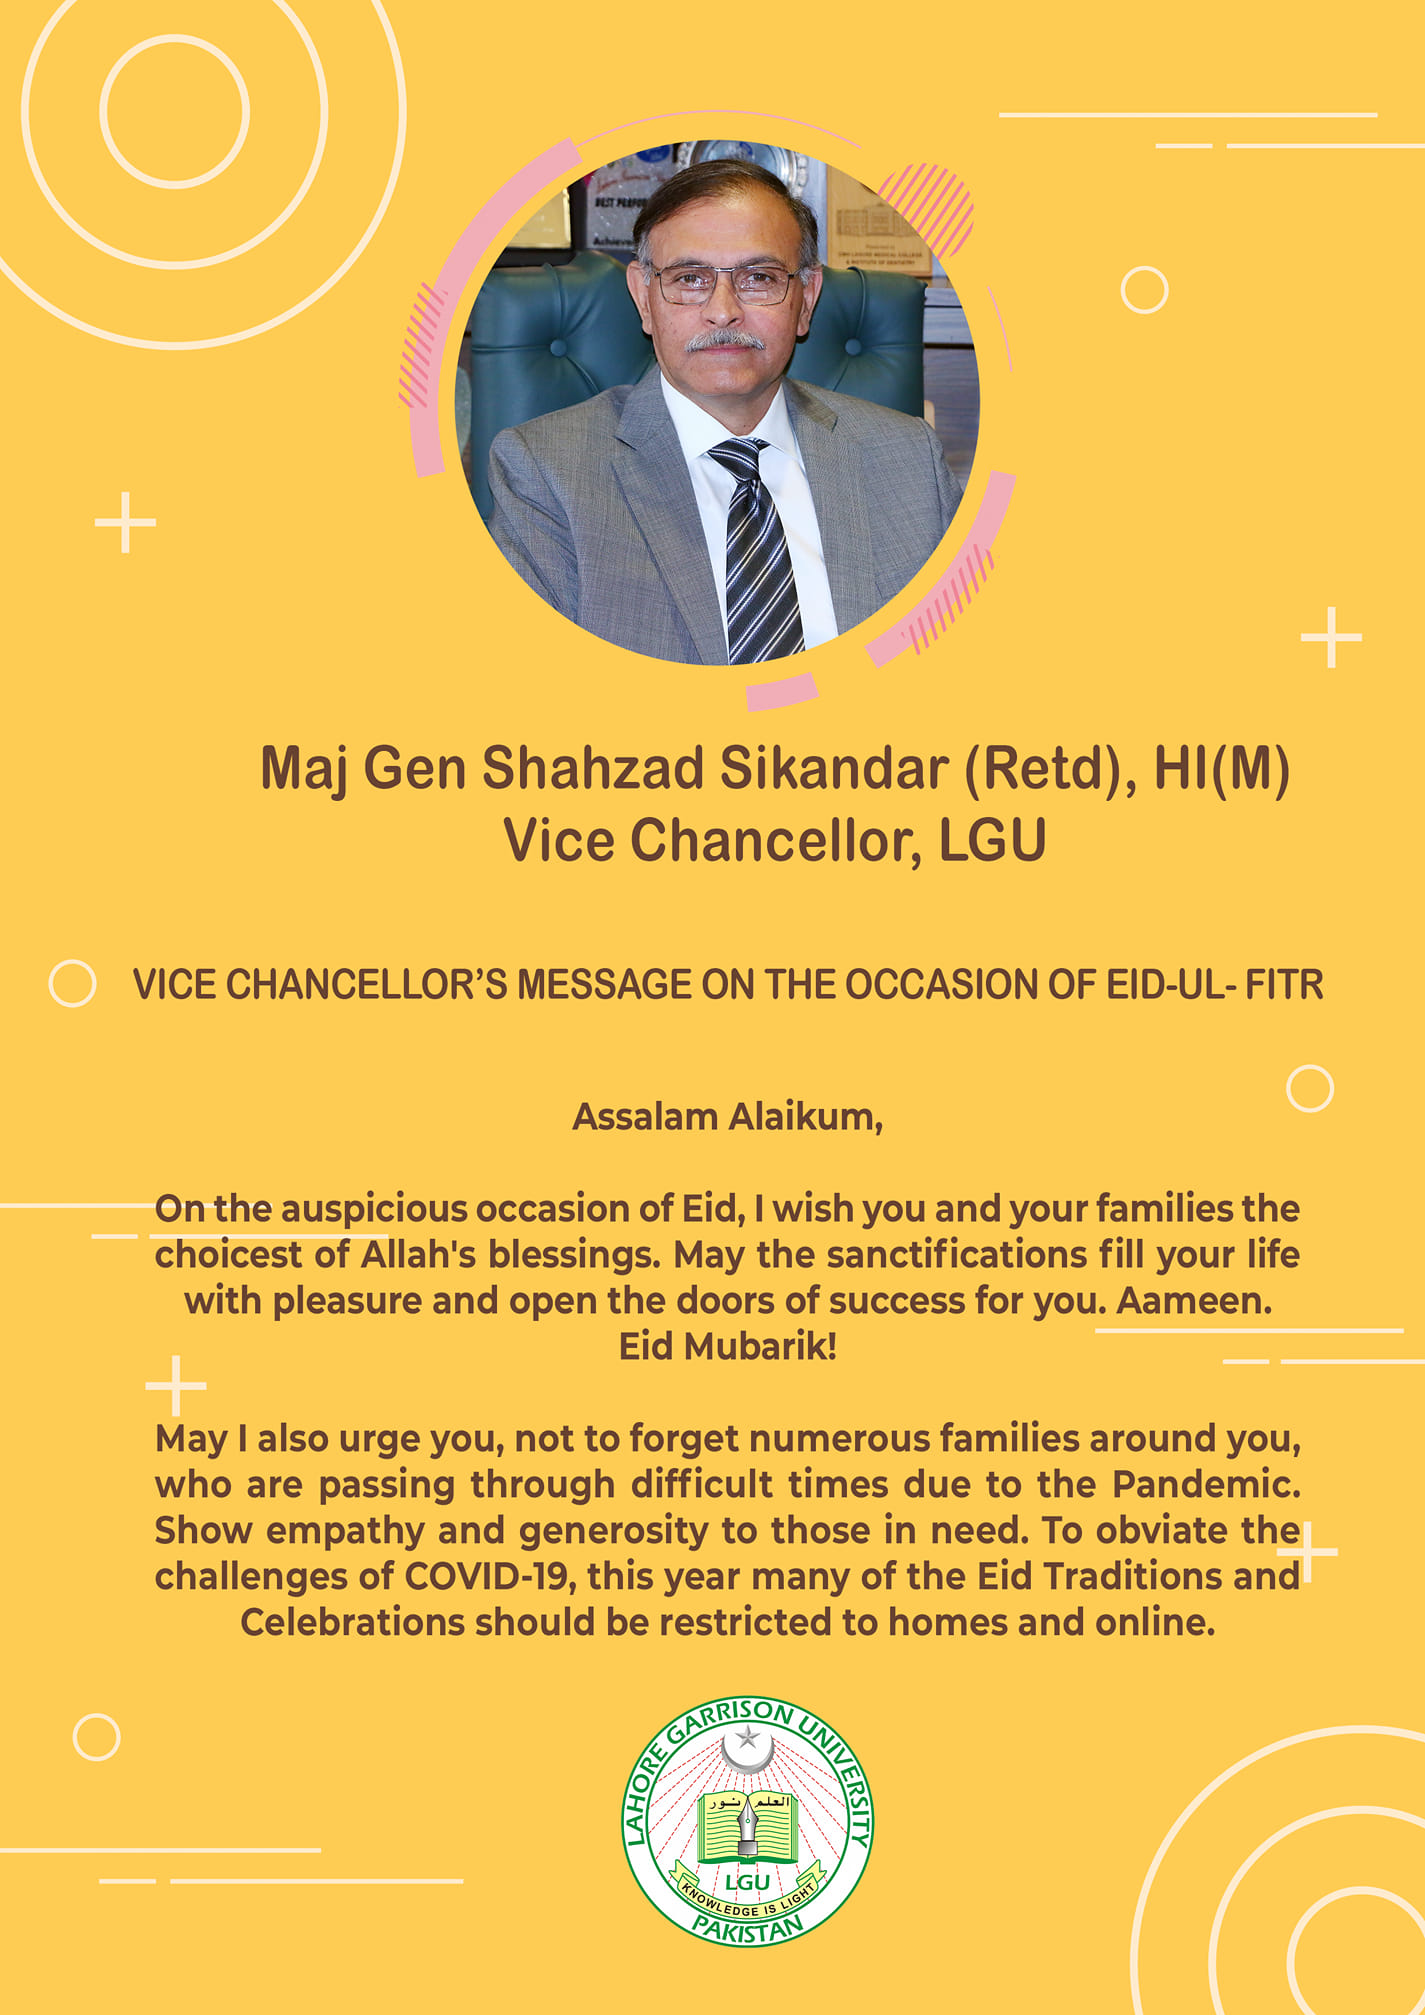 BEST PERFO
Achieve
Maj Gen Shahzad Sikandar (Retd), HI(M)
Vice Chancellor, LGU
VICE CHANCELLOR’S MESSAGE ON THE OCCASION OF EID-UL- FITR
Assalam Alaikum,
On the auspicious occasion of Eid, I wish you and your families the
choicest of Allah's blessings. May the sanctifications fill your life
with pleasure and open the doors of success for you. Aameen.
Eid Mubarik!
May I also urge you, not to forget numerous families around you,
who are passing through difficult times due to the Pandemic.
Show empathy and generosity to those in need. To obviate the
challenges of COVID-19, this year many of the Eid Traditions and
Celebrations should be restricted to homes and online.
LAHORE GARRISON UNIVERSITY
العلم نور
LGU
KNOWLEDGE IS LIGHT
PAKISTAN